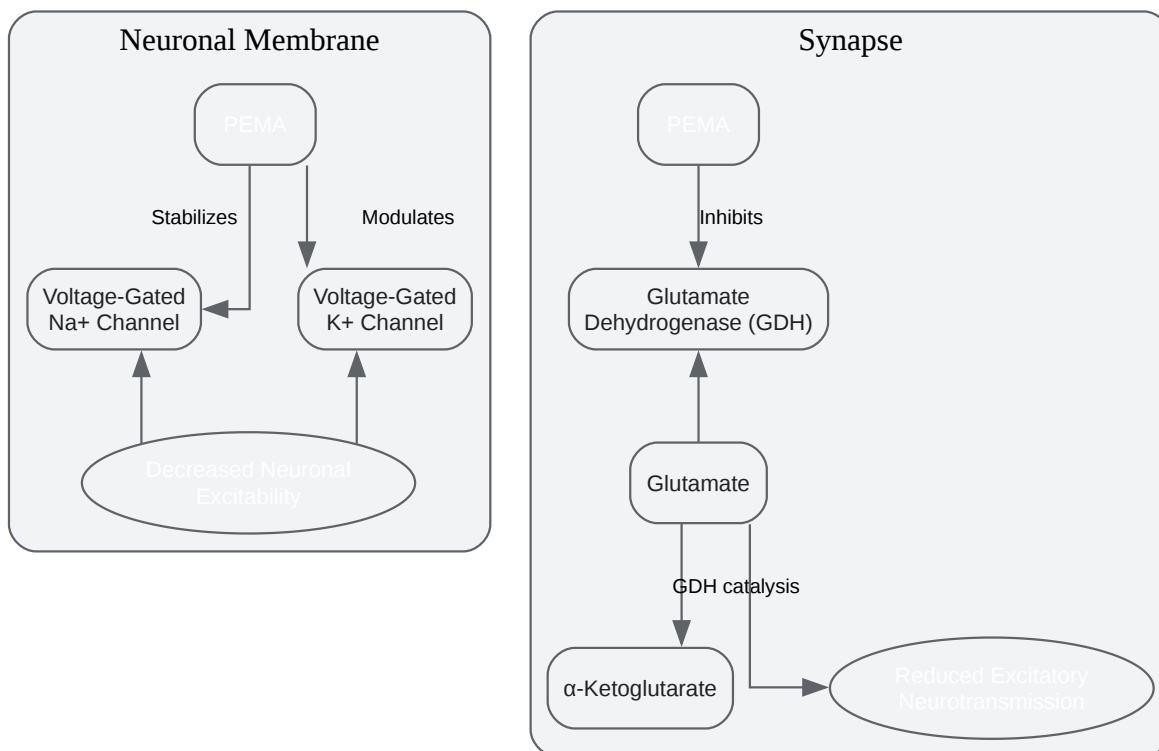 Neuronal Membrane
PEMA
Stabilizes
Modulates
Voltage-Gated
Na+ Channel
Voltage-Gated
K+ Channel
Decreased Neuronal
Excitability
Synapse
PEMA
Inhibits
Glutamate
Dehydrogenase (GDH)
Glutamate
GDH catalysis
α-Ketoglutarate
Reduced Excitatory
Neurotransmission